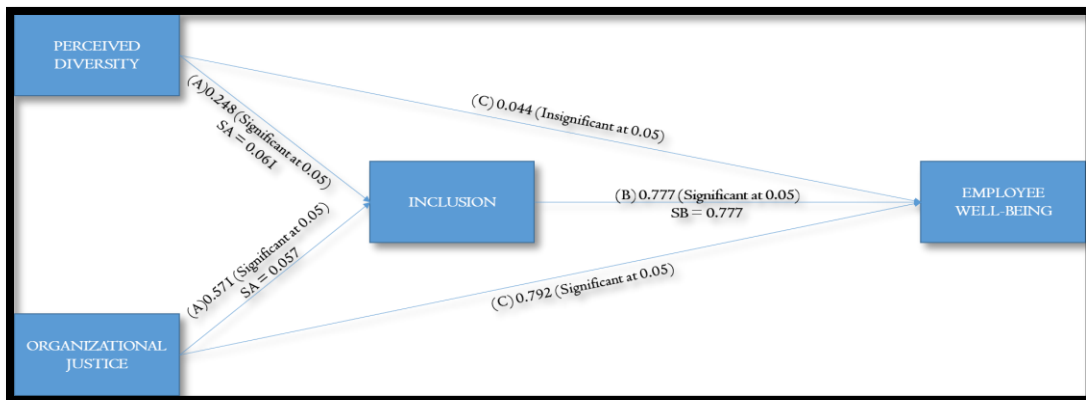 PERCEIVED
DIVERSITY
(A)0.248 (Significant at 0.05)
SA = 0.061
(C) 0.044 (Insignificant at 0.05)
INCLUSION
(B) 0.777 (Significant at 0.05)
SB = 0.777
EMPLOYEE
WELL-BEING
(A)0.571 (Significant at 0.05)
SA = 0.057
(C) 0.792 (Significant at 0.05)
ORGANIZATIONAL
JUSTICE